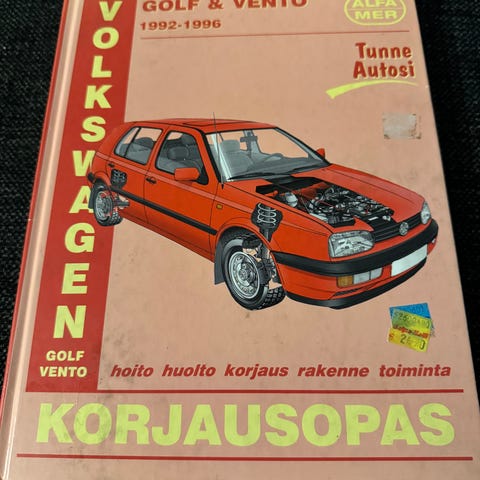 GOLF & VENTO
1992-1996
ALFA
MER
Tunne
Autosi
VOLKSWAGEN
GOLF
VENTO
hoito huolto korjaus rakenne toiminta
KORJAUSOPAS